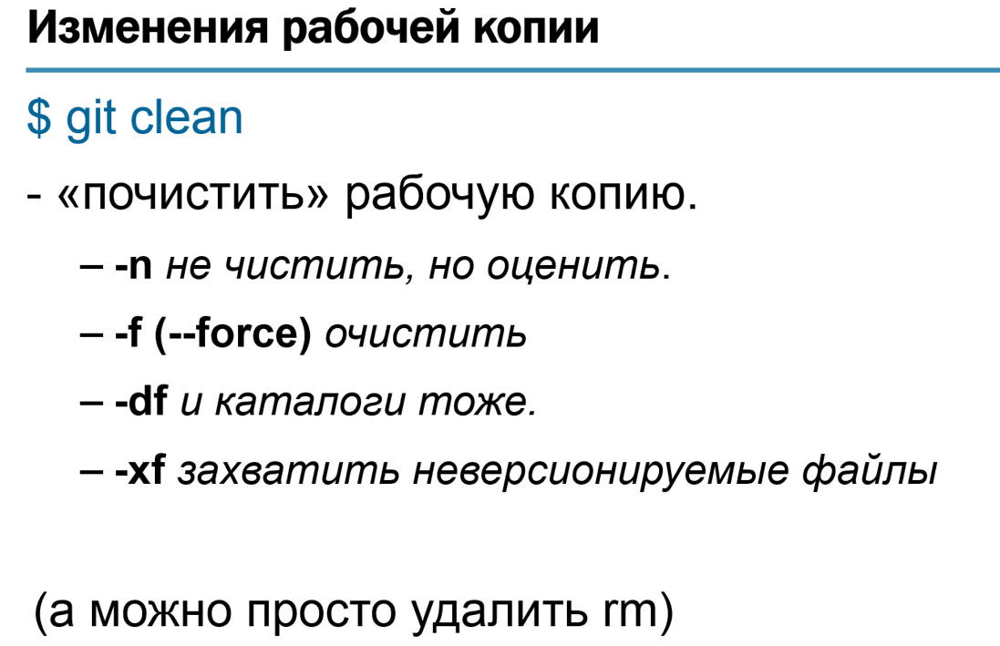 Изменения рабочей копии
$ git clean
- «почистить» рабочую копию.
– -n не чистить, но оценить.
– -f (--force) очистить
– -df и каталоги тоже.
– -xf захватить неверсионируемые файлы
(а можно просто удалить rm)